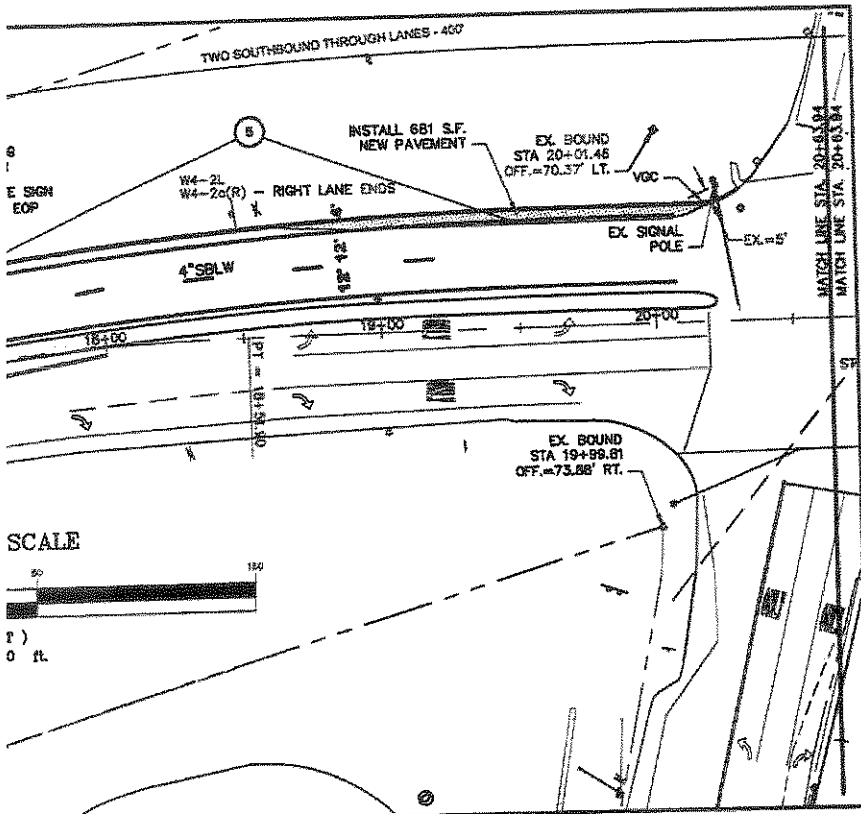 TWO SOUTHBOUND THROUGH LANES - 400'
5
INSTALL 681 S.F.
NEW PAVEMENT
EX. BOUND
STA 20+01.45
OFF.=70.37' LT.
VGC
E SIGN
EOP
W4-2L
W4-2a(R) - RIGHT LANE ENDS
EX. SIGNAL
POLE
EX.=5'
MATCH LINE STA. 20+63.94
MATCH LINE STA. 20+63.94
4"SBLW
12'
18+00
19+00
20+00
EX. BOUND
STA 19+99.81
OFF.=73.88' RT.
SCALE
0 ft.